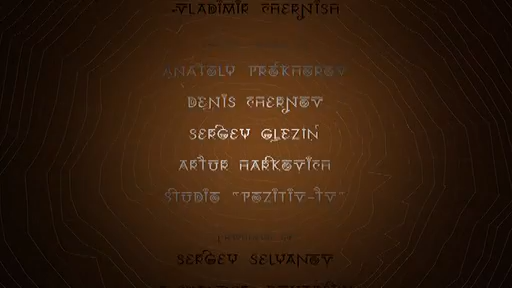 VLADIMIR CHERNISH
ANATOLY PROKHOROV
DENIS CHERNOV
SERGEY GLEZIN
ARTUR MARKOVICH
STUDIO "POZITIV-TV"
SERGEY SELYANOV